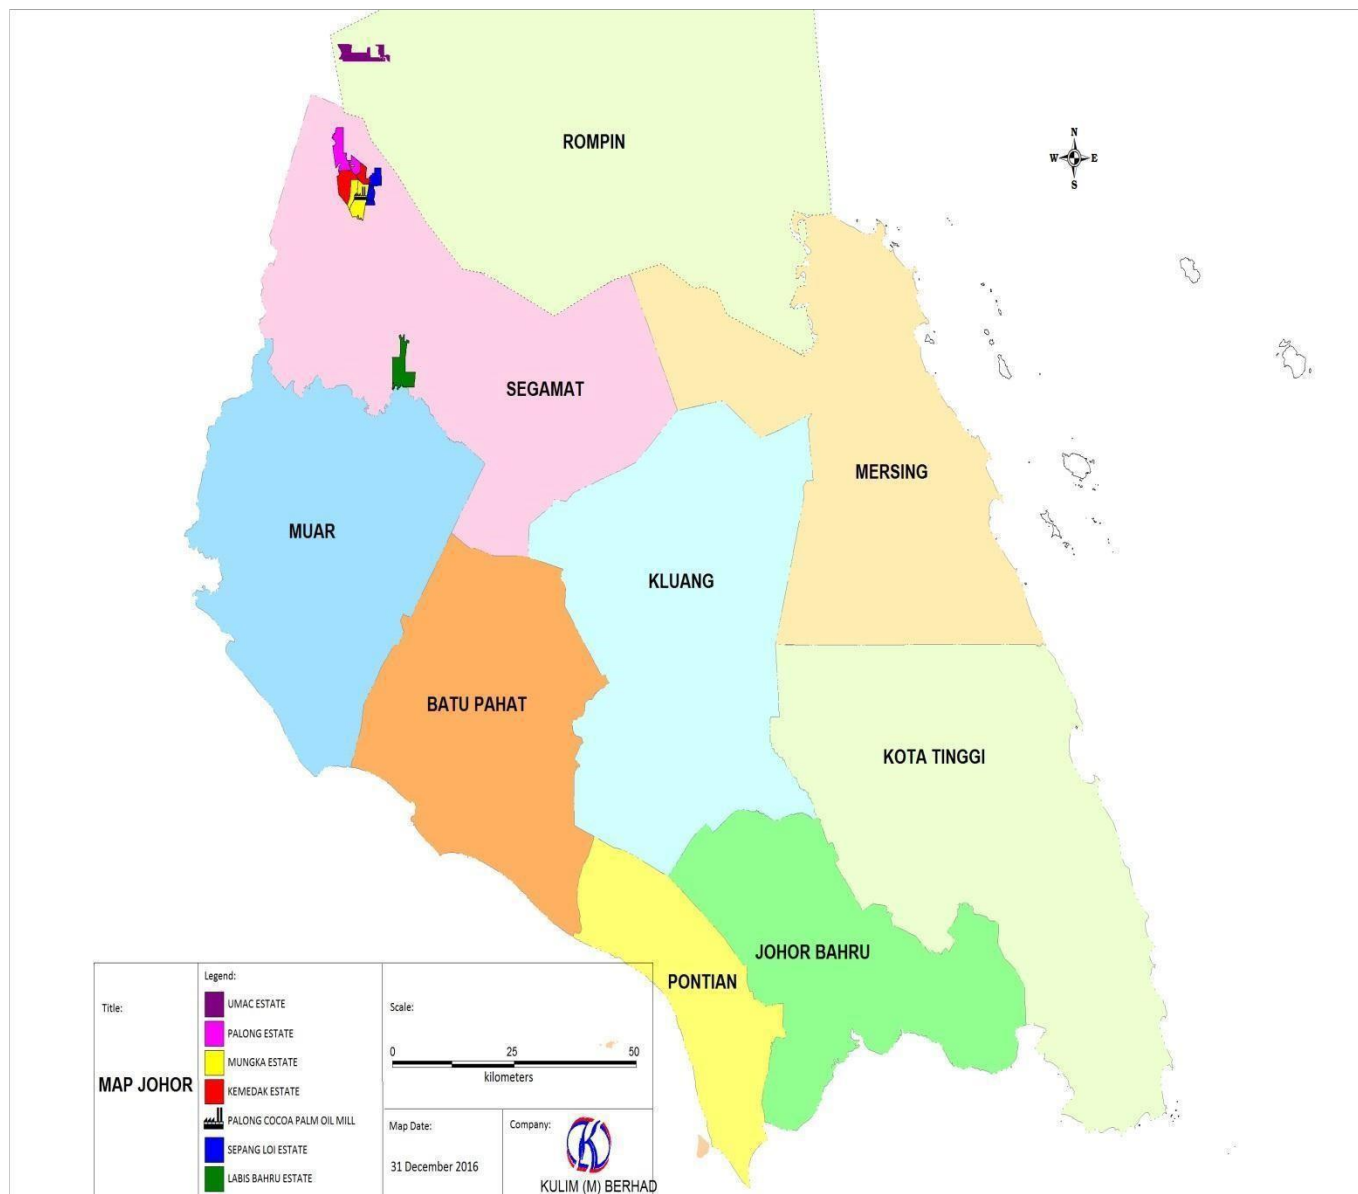 ROMPIN
N
W E
S
SEGAMAT
MERSING
MUAR
KLUANG
BATU PAHAT
KOTA TINGGI
JOHOR BAHRU
PONTIAN
Title:
MAP JOHOR
Legend:
UMAC ESTATE
PALONG ESTATE
MUNGKA ESTATE
KEMEDAK ESTATE
PALONG COCOA PALM OIL MILL
SEPANG LOI ESTATE
LABIS BAHRU ESTATE
Scale:
0 25 50
kilometers
Map Date:
31 December 2016
Company:
K
KULIM (M) BERHAD